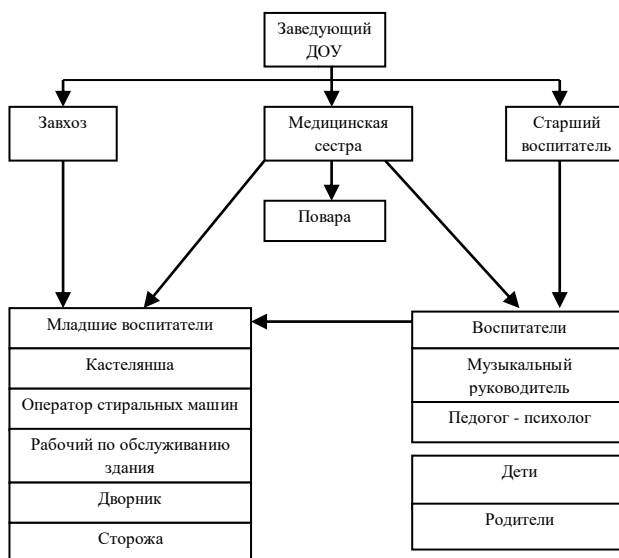 Заведующий
ДОУ
Завхоз
Медицинская
сестра
Старший
воспитатель
Повара
Младшие воспитатели
Кастелянша
Оператор стиральных машин
Рабочий по обслуживанию
здания
Дворник
Сторожа
Воспитатели
Музыкальный
руководитель
Педогог - психолог
Дети
Родители